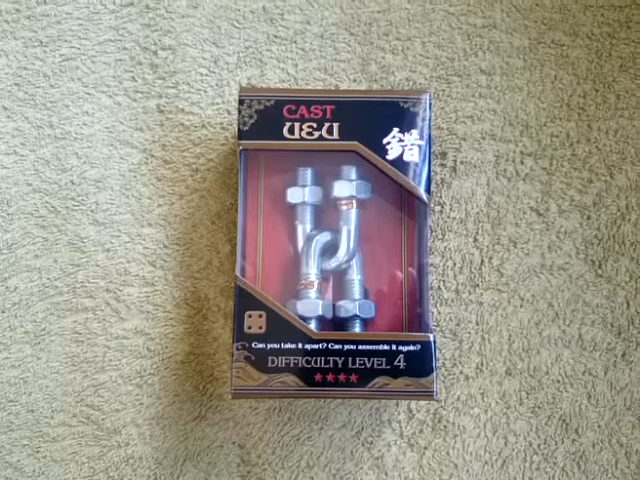 CAST
U&U
錯
Can you take it apart? Can you assemble it again?
DIFFICULTY LEVEL 4